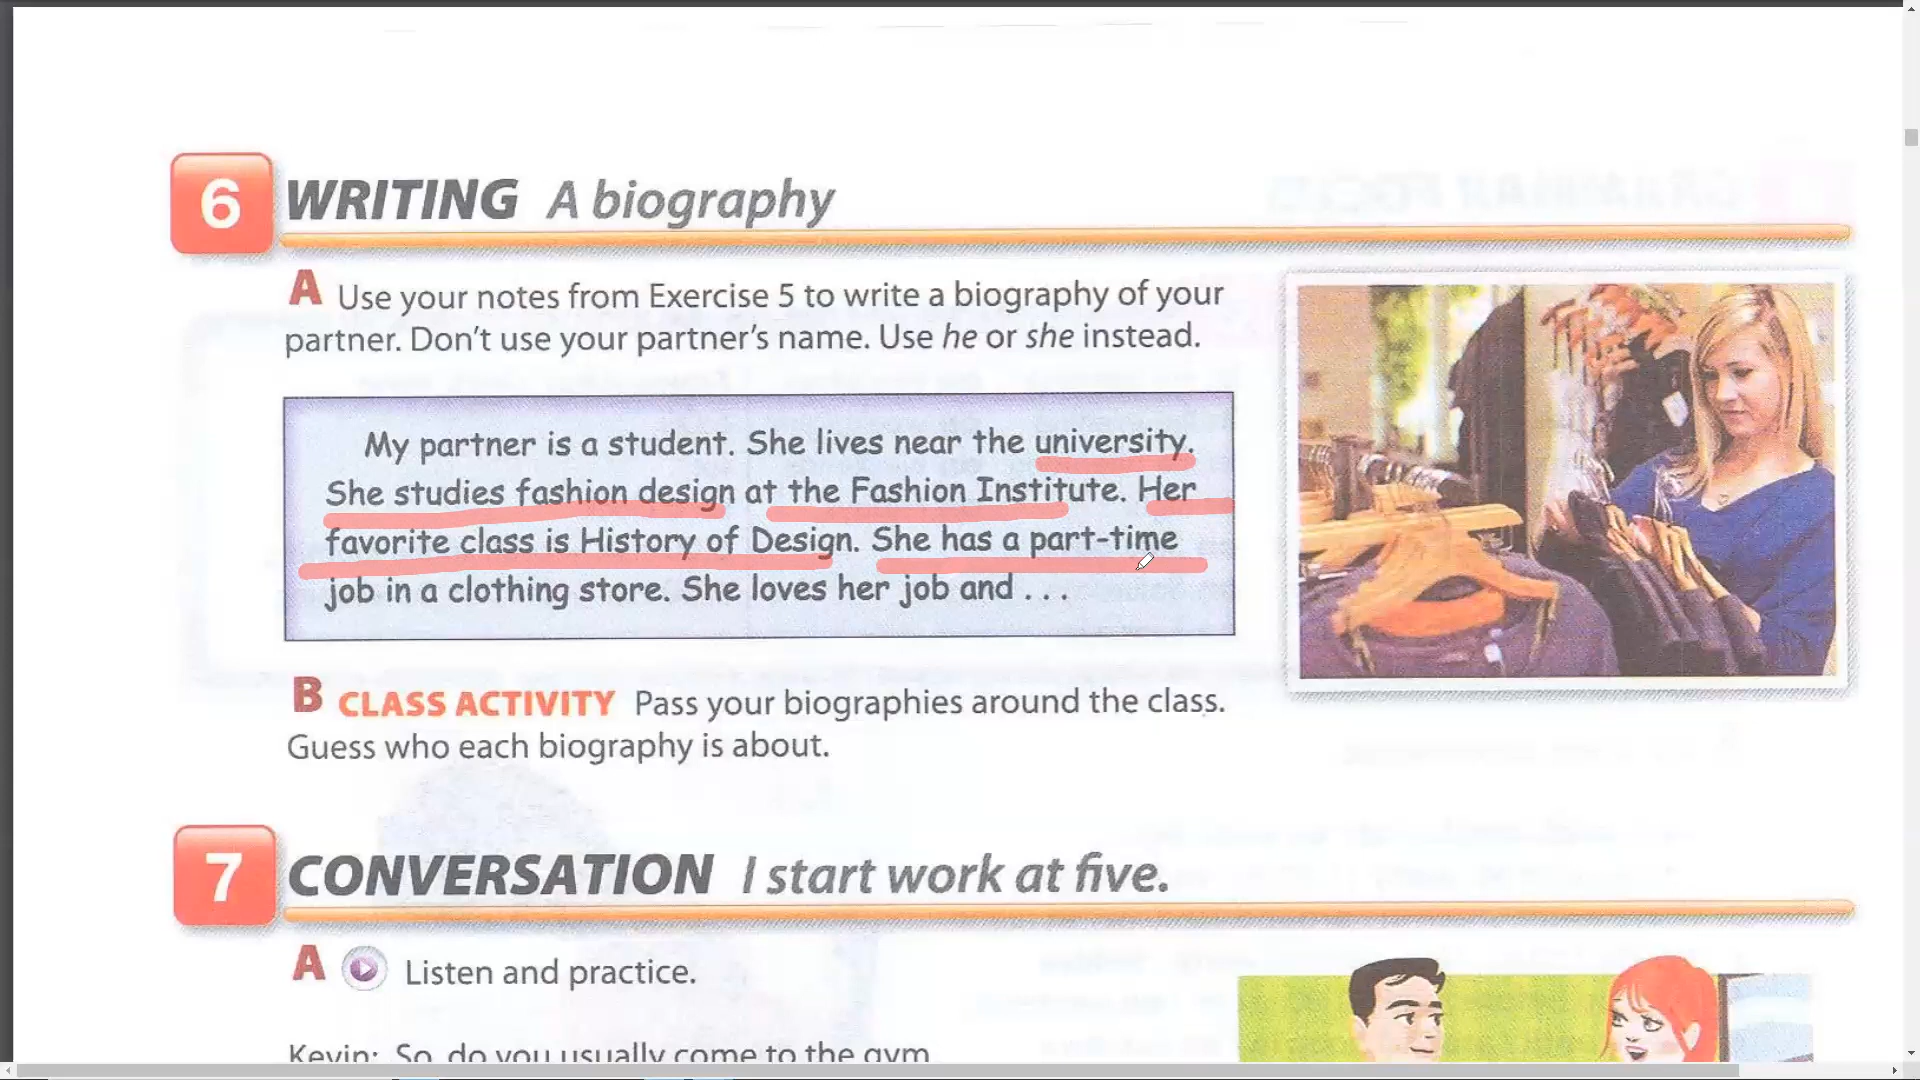 6 WRITING A biography
A Use your notes from Exercise 5 to write a biography of your
partner. Don't use your partner's name. Use he or she instead.
My partner is a student. She lives near the university.
She studies fashion design at the Fashion Institute. Her
favorite class is History of Design. She has a part-time
job in a clothing store. She loves her job and . . .
B CLASS ACTIVITY Pass your biographies around the class.
Guess who each biography is about.
7 CONVERSATION I start work at five.
A Listen and practice.
Kevin: So, do you usually come to the gym